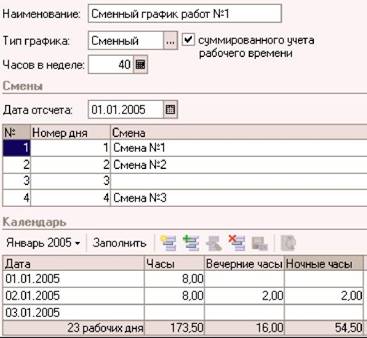 Наименование: Сменный график работ №1
Тип графика: Сменный ... суммированного учета рабочего времени
Часов в неделе: 40
Смены
Дата отсчета: 01.01.2005
№ Номер дня Смена
1 1 Смена №1
2 2 Смена №2
3 3
4 4 Смена №3
Календарь
Январь 2005 Заполнить
Дата Часы Вечерние часы Ночные часы
01.01.2005 8,00
02.01.2005 8,00 2,00 2,00
03.01.2005
23 рабочих дня 173,50 16,00 54,50